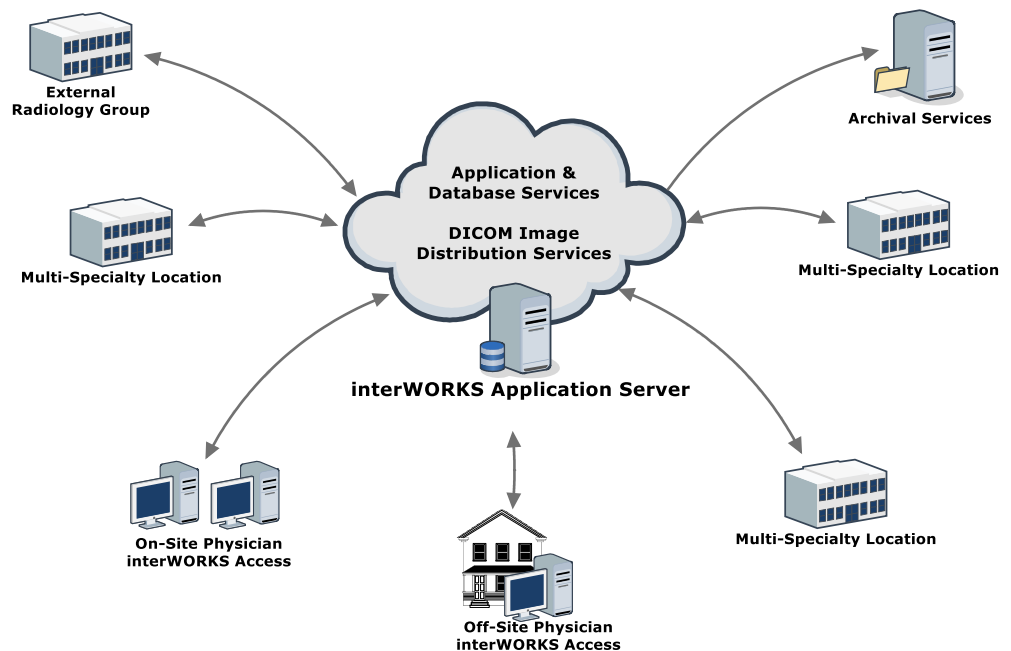 External
Radiology Group
Archival Services
Application &
Database Services
DICOM Image
Distribution Services
Multi-Specialty Location
Multi-Specialty Location
interWORKS Application Server
On-Site Physician
interWORKS Access
Multi-Specialty Location
Off-Site Physician
interWORKS Access